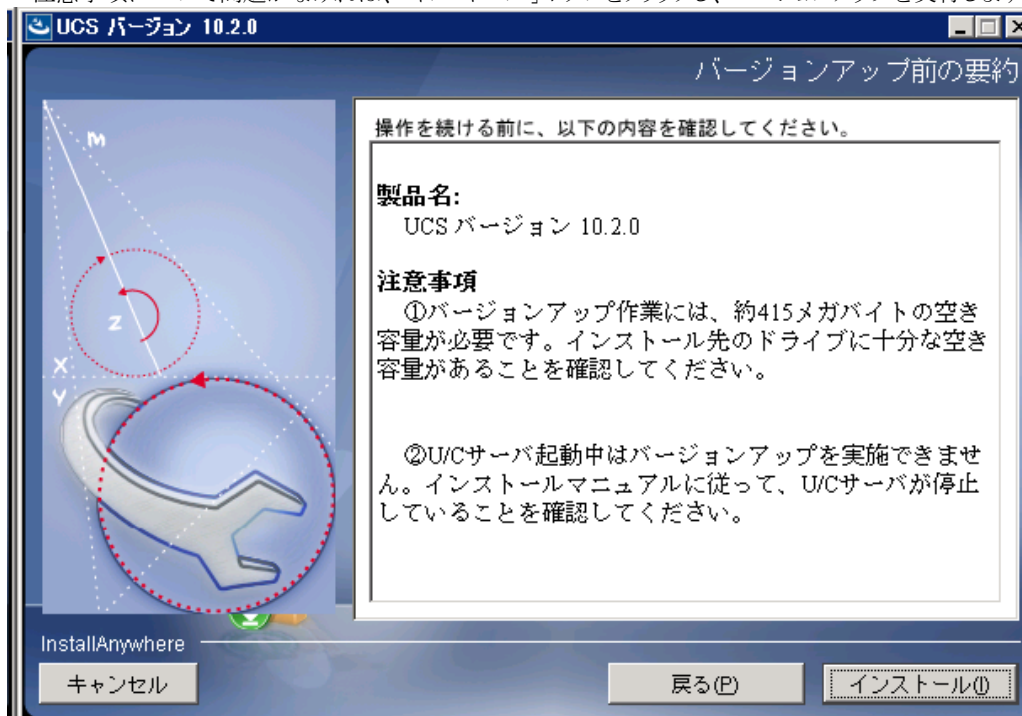 UCS バージョン 10.2.0
バージョンアップ前の要約
操作を続ける前に、以下の内容を確認してください。
製品名:
UCS バージョン 10.2.0
注意事項
①バージョンアップ作業には、約415メガバイトの空き
容量が必要です。インストール先のドライブに十分な空き
容量があることを確認してください。
②U/Cサーバ起動中はバージョンアップを実施できませ
ん。インストールマニュアルに従って、U/Cサーバが停止
していることを確認してください。
M
Z
X
Y
InstallAnywhere
キャンセル
戻る(P)
インストール(I)